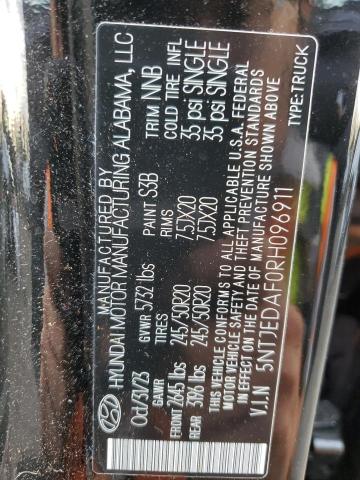 MANUFACTURED BY
HYUNDAI MOTOR MANUFACTURING ALABAMA, LLC
Oct/31/23 GVWR 5732 lbs PAINT S3B TRIM NNB
GAWR TIRES RIMS COLD TIRE INFL
FRONT 2645 lbs 245/50R20 7.5JX20 35 psi SINGLE
REAR 3196 lbs 245/50R20 7.5JX20 35 psi SINGLE
THIS VEHICLE CONFORMS TO ALL APPLICABLE U.S.A. FEDERAL
MOTOR VEHICLE SAFETY AND THEFT PREVENTION STANDARDS
IN EFFECT ON THE DATE OF MANUFACTURE SHOWN ABOVE
V.I.N 5NTJEDAF0RH096911
TYPE:TRUCK